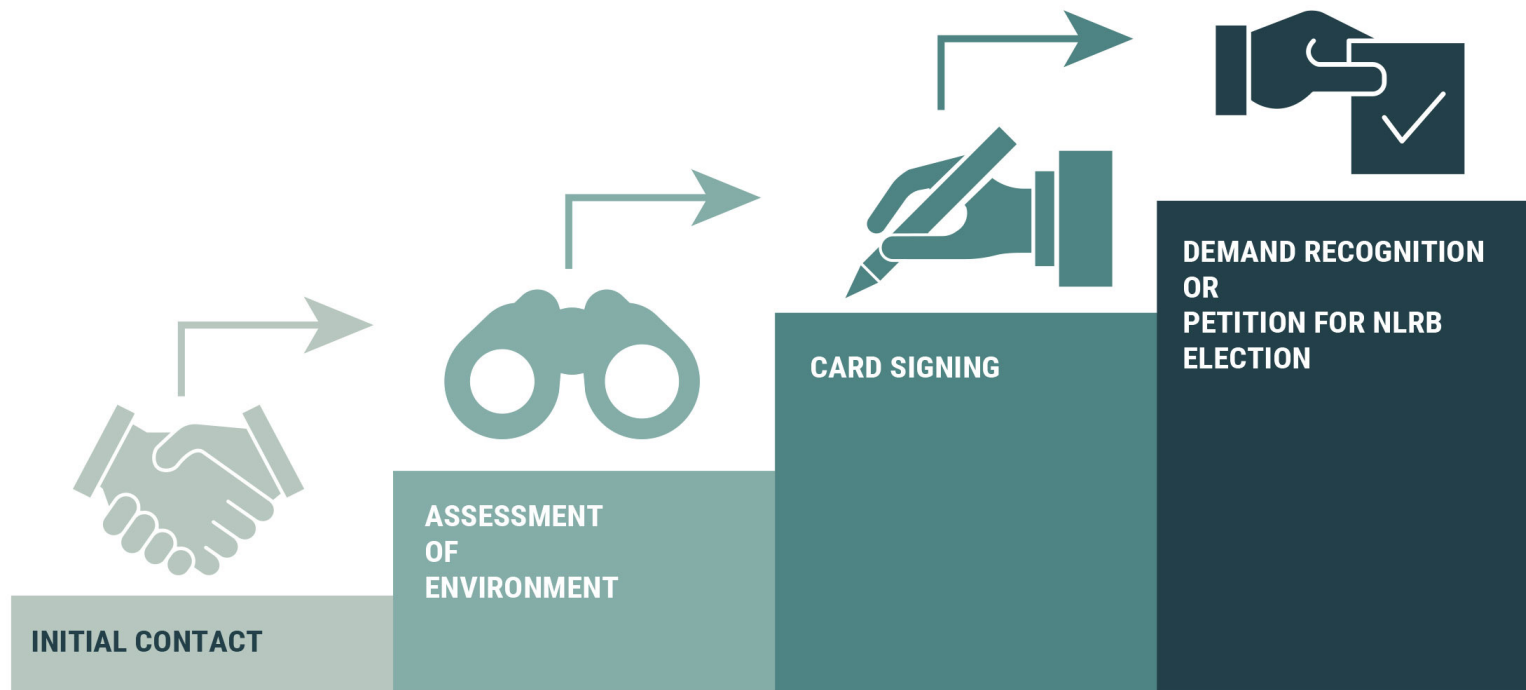 INITIAL CONTACT
ASSESSMENT
OF
ENVIRONMENT
CARD SIGNING
DEMAND RECOGNITION
OR
PETITION FOR NLRB
ELECTION